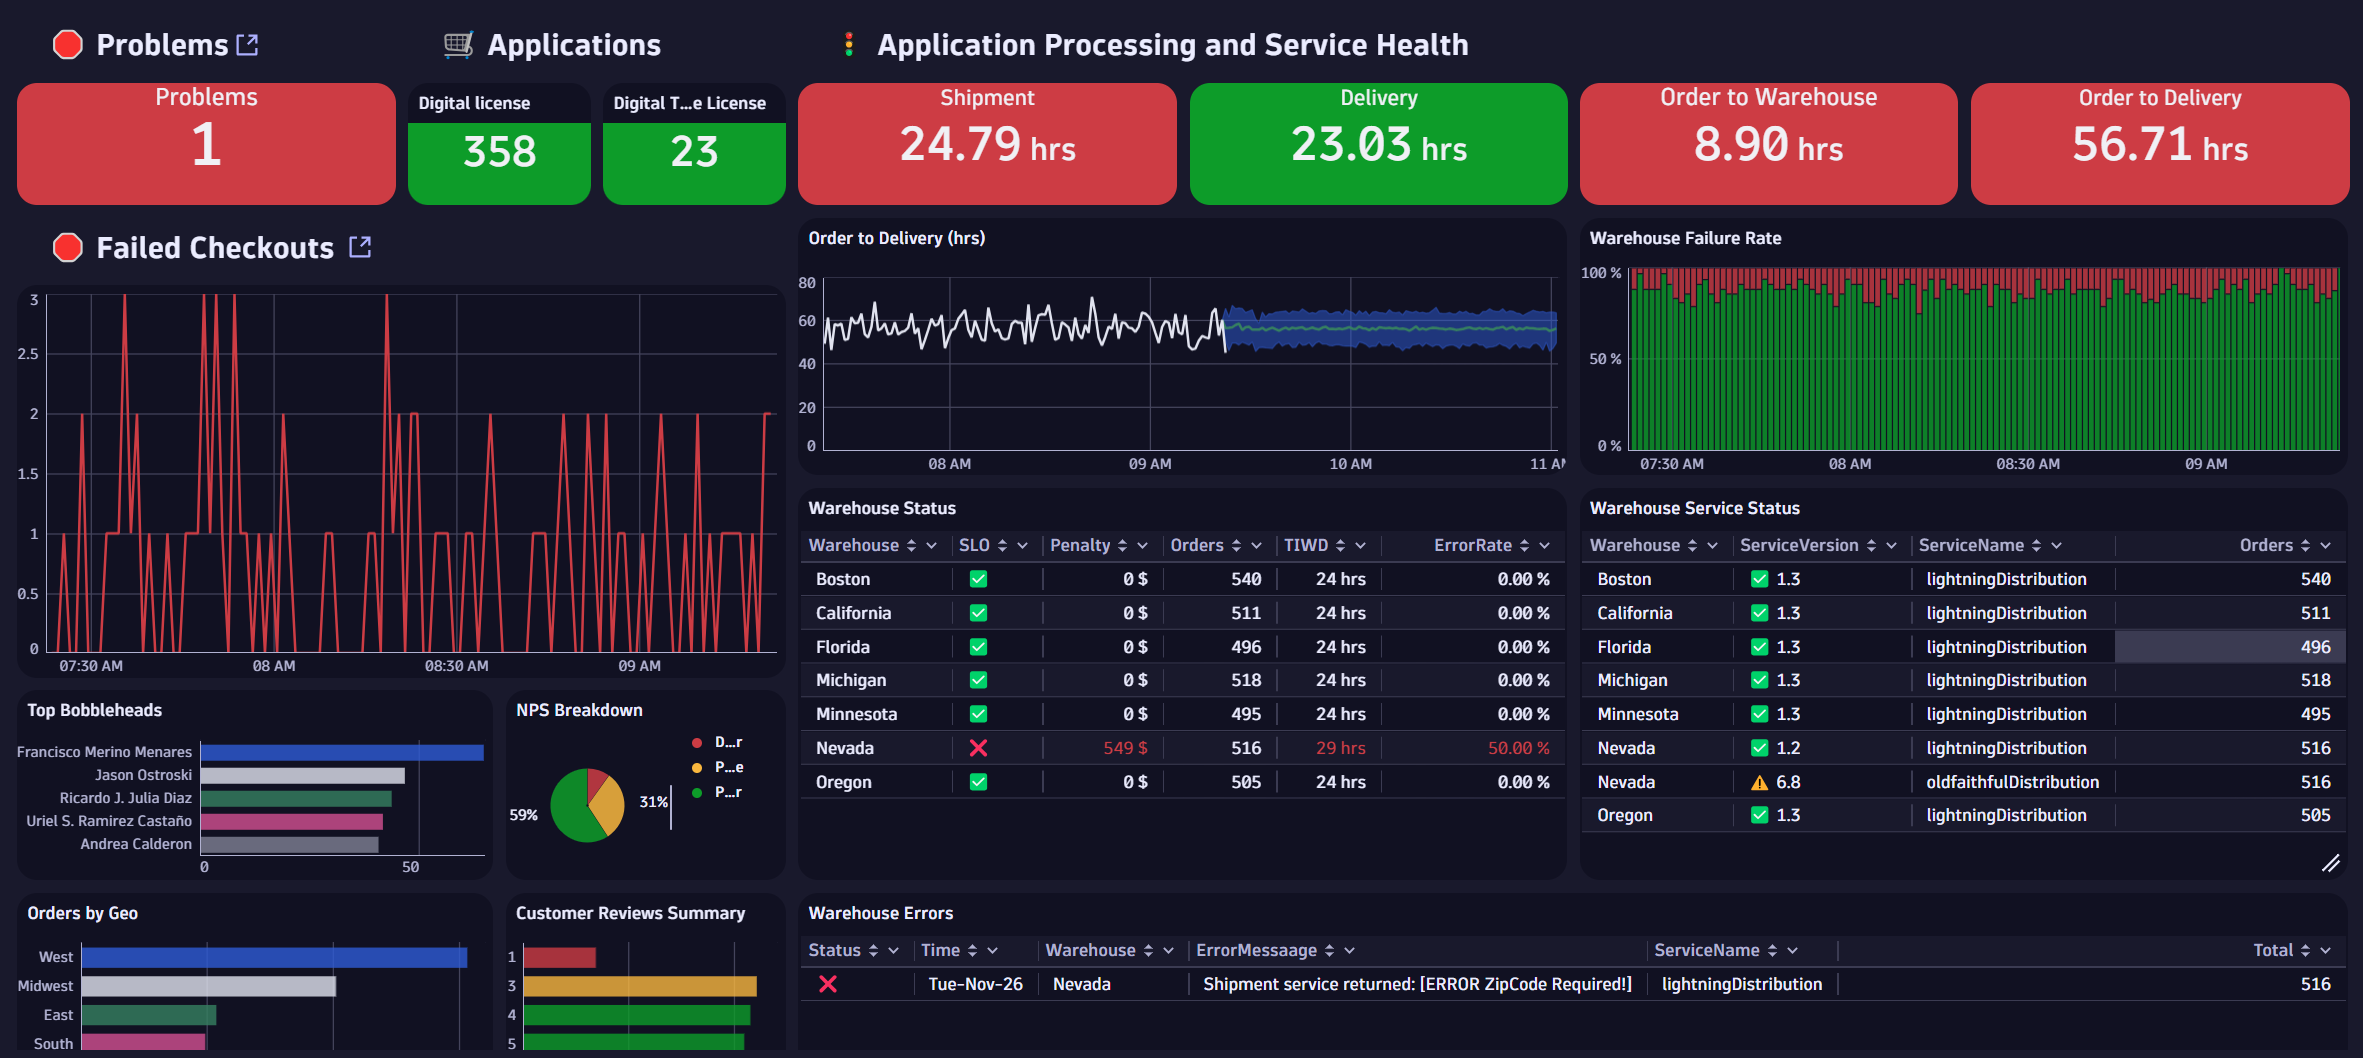 Problems
Applications
Application Processing and Service Health
Problems
1
Digital license
358
Digital T...e License
23
Shipment
24.79 hrs
Delivery
23.03 hrs
Order to Warehouse
8.90 hrs
Order to Delivery
56.71 hrs
Failed Checkouts
3
2.5
2
1.5
1
0.5
0
07:30 AM 08 AM 08:30 AM 09 AM
Order to Delivery (hrs)
80
60
40
20
0
08 AM 09 AM 10 AM 11 AM
Warehouse Failure Rate
100 %
50 %
0 %
07:30 AM 08 AM 08:30 AM 09 AM
Top Bobbleheads
Francisco Merino Menares
Jason Ostroski
Ricardo J. Julia Diaz
Uriel S. Ramirez Castaño
Andrea Calderon
0 50
NPS Breakdown
D...r
P...e
P...r
59%
31%
Warehouse Status
Warehouse SLO Penalty Orders TIWD ErrorRate
Boston 0 $ 540 24 hrs 0.00 %
California 0 $ 511 24 hrs 0.00 %
Florida 0 $ 496 24 hrs 0.00 %
Michigan 0 $ 518 24 hrs 0.00 %
Minnesota 0 $ 495 24 hrs 0.00 %
Nevada 549 $ 516 29 hrs 50.00 %
Oregon 0 $ 505 24 hrs 0.00 %
Warehouse Service Status
Warehouse ServiceVersion ServiceName Orders
Boston 1.3 lightningDistribution 540
California 1.3 lightningDistribution 511
Florida 1.3 lightningDistribution 496
Michigan 1.3 lightningDistribution 518
Minnesota 1.3 lightningDistribution 495
Nevada 1.2 lightningDistribution 516
Nevada 6.8 oldfaithfulDistribution 516
Oregon 1.3 lightningDistribution 505
Orders by Geo
West
Midwest
East
South
Customer Reviews Summary
1
3
4
5
Warehouse Errors
Status Time Warehouse ErrorMessaage ServiceName Total
Tue-Nov-26 Nevada Shipment service returned: [ERROR ZipCode Required!] lightningDistribution 516